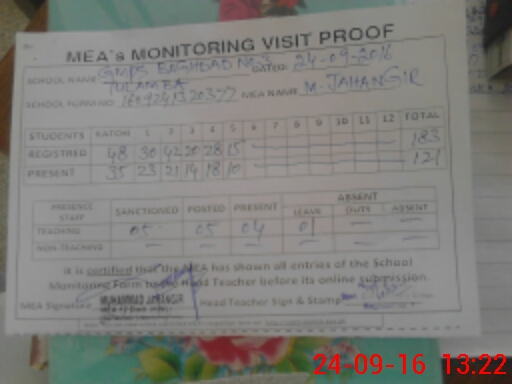 MEA's MONITORING VISIT PROOF
SCHOOL NAME GMPS BAGHDAD No. DATED: 24-09-2016
TULAMBA
SCHOOL FORM NO. MEA NAME M. JAHANGIR
STUDENTS KATCHI 1 2 3 4 5 6 7 8 9 10 11 12 TOTAL
REGISTRED 48 30 42 20 28 15 183
PRESENT 35 23 21 14 18 10 121
PRESENCE STAFF SANCTIONED POSTED PRESENT ABSENT
LEAVE DUTY ABSENT
TEACHING 05 05 04 01 — —
NON-TEACHING — — — — — —
It is certified that the MEA has shown all entries of the School
Monitoring Form to the Head Teacher before its online submission.
MEA Signature MUHAMMAD JAHANGIR Head Teacher Sign & Stamp
24-09-16 13:22